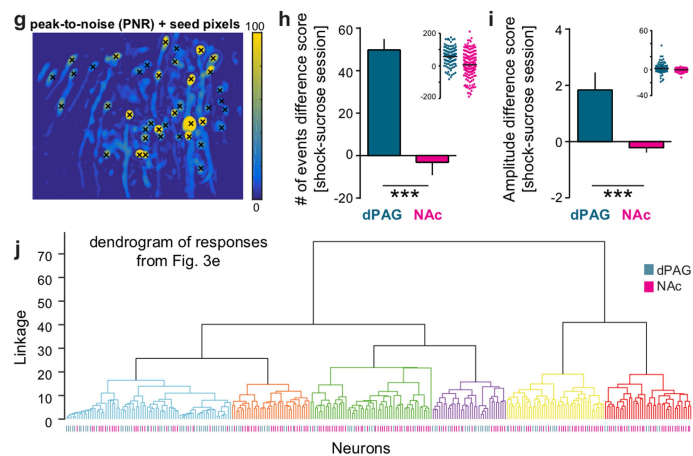 g peak-to-noise (PNR) + seed pixels
100
0
h
# of events difference score
[shock-sucrose session]
60
40
20
0
-20
200
0
-200
***
dPAG NAc
i
Amplitude difference score
[shock-sucrose session]
4
2
0
-2
60
0
-40
***
dPAG NAc
j
dendrogram of responses
from Fig. 3e
dPAG
NAc
Linkage
70
60
50
40
30
20
10
0
Neurons